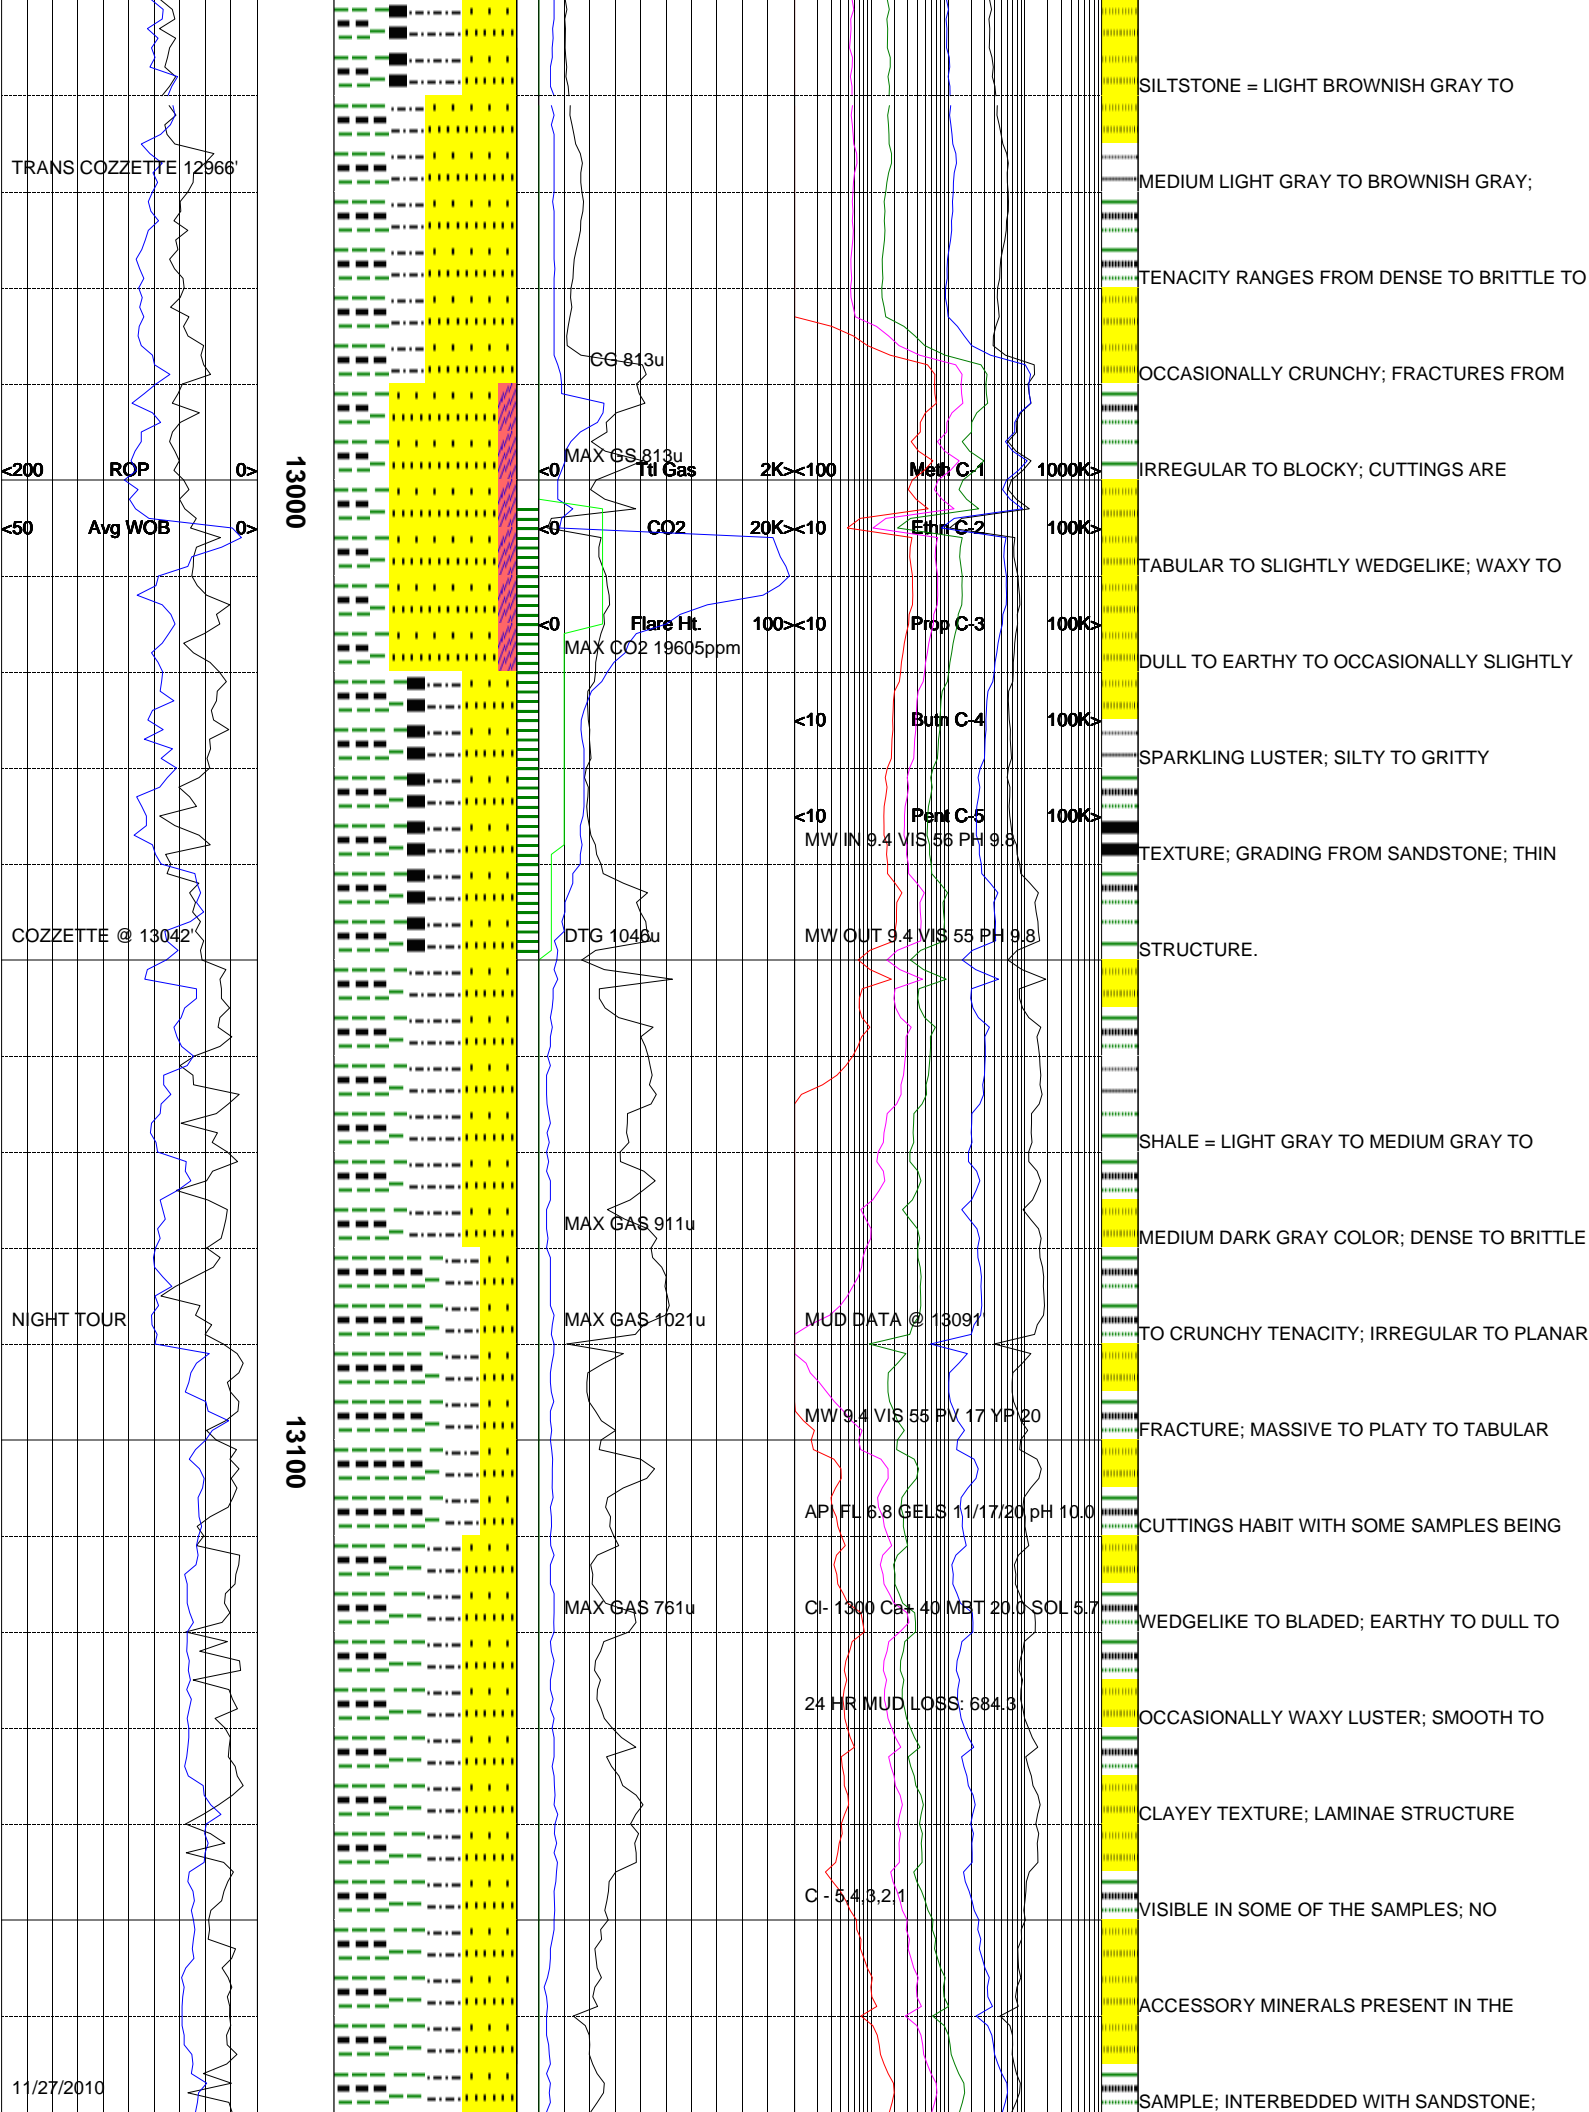 SILTSTONE = LIGHT BROWNISH GRAY TO
TRANS COZZETTE 12966'
MEDIUM LIGHT GRAY TO BROWNISH GRAY;
TENACITY RANGES FROM DENSE TO BRITTLE TO
CG 813u
OCCASIONALLY CRUNCHY; FRACTURES FROM
MAX GS 813u
<200 ROP 0>
13000
<0 Ttl Gas 2K>
<100 Meth C-1 1000K>
IRREGULAR TO BLOCKY; CUTTINGS ARE
<50 Avg WOB 0>
<0 CO2 20K>
<10 Ethn C-2 100K>
TABULAR TO SLIGHTLY WEDGELIKE; WAXY TO
<0 Flare Ht. 100>
<10 Prop C-3 100K>
MAX CO2 19605ppm
DULL TO EARTHY TO OCCASIONALLY SLIGHTLY
<10 Butn C-4 100K>
SPARKLING LUSTER; SILTY TO GRITTY
<10 Pent C-5 100K>
MW IN 9.4 VIS 56 PH 9.8
TEXTURE; GRADING FROM SANDSTONE; THIN
COZZETTE @ 13042'
DTG 1046u
MW OUT 9.4 VIS 55 PH 9.8
STRUCTURE.
SHALE = LIGHT GRAY TO MEDIUM GRAY TO
MAX GAS 911u
MEDIUM DARK GRAY COLOR; DENSE TO BRITTLE
NIGHT TOUR
MAX GAS 1021u
MUD DATA @ 13091'
TO CRUNCHY TENACITY; IRREGULAR TO PLANAR
13100
MW 9.4 VIS 55 PV 17 YP 20
FRACTURE; MASSIVE TO PLATY TO TABULAR
API FL 6.8 GELS 11/17/20 pH 10.0
CUTTINGS HABIT WITH SOME SAMPLES BEING
MAX GAS 761u
Cl- 1300 Ca+ 40 MBT 20.0 SOL 5.7
WEDGELIKE TO BLADED; EARTHY TO DULL TO
24 HR MUD LOSS: 684.3
OCCASIONALLY WAXY LUSTER; SMOOTH TO
CLAYEY TEXTURE; LAMINAE STRUCTURE
C - 5,4,3,2,1
VISIBLE IN SOME OF THE SAMPLES; NO
ACCESSORY MINERALS PRESENT IN THE
11/27/2010
SAMPLE; INTERBEDDED WITH SANDSTONE;